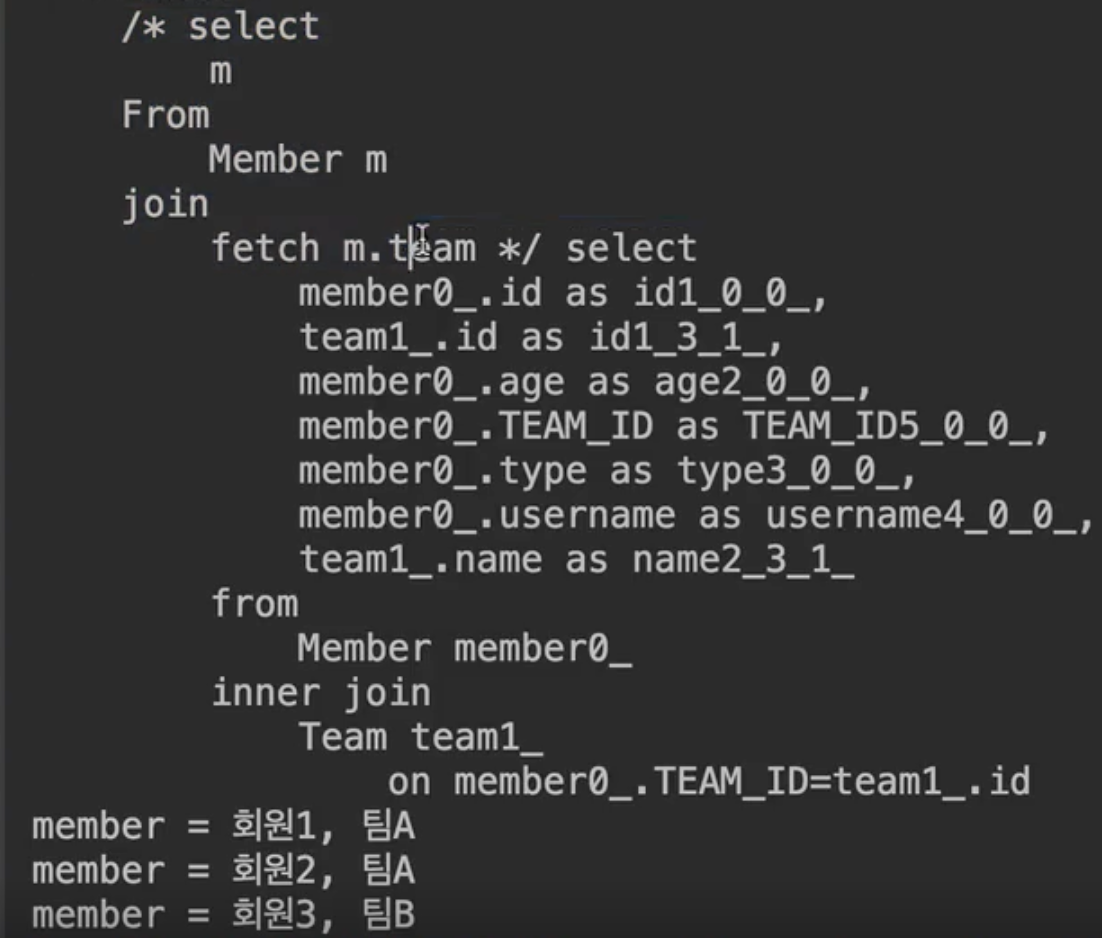 /* select
m
From
Member m
join
fetch m.team */ select
member0_.id as id1_0_0_,
team1_.id as id1_3_1_,
member0_.age as age2_0_0_,
member0_.TEAM_ID as TEAM_ID5_0_0_,
member0_.type as type3_0_0_,
member0_.username as username4_0_0_,
team1_.name as name2_3_1_
from
Member member0_
inner join
Team team1_
on member0_.TEAM_ID=team1_.id
member = 회원1, 팀A
member = 회원2, 팀A
member = 회원3, 팀B